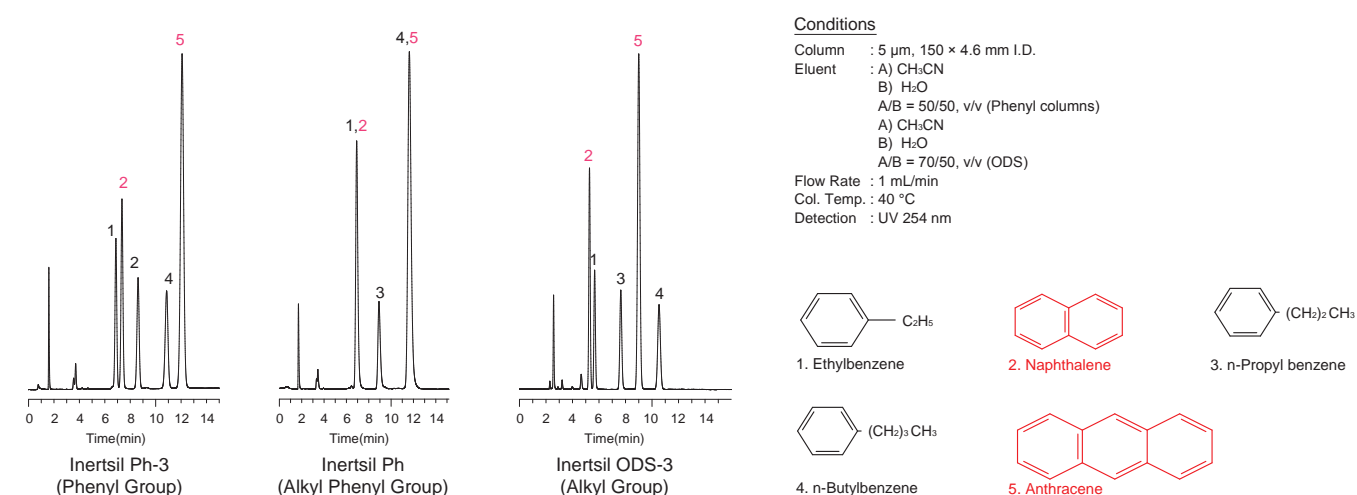 5
2
1
2
4
0 2 4 6 8 10 12 14
Time(min)
Inertsil Ph-3
(Phenyl Group)
4,5
1,2
3
0 2 4 6 8 10 12 14
Time(min)
Inertsil Ph
(Alkyl Phenyl Group)
5
2
1
3
4
0 2 4 6 8 10 12 14
Time(min)
Inertsil ODS-3
(Alkyl Group)
Conditions
Column : 5 μm, 150 × 4.6 mm I.D.
Eluent : A) CH3CN
B) H2O
A/B = 50/50, v/v (Phenyl columns)
A) CH3CN
B) H2O
A/B = 70/50, v/v (ODS)
Flow Rate : 1 mL/min
Col. Temp. : 40 °C
Detection : UV 254 nm
C2H5
1. Ethylbenzene
2. Naphthalene
(CH2)2 CH3
3. n-Propyl benzene
(CH2)3 CH3
4. n-Butylbenzene
5. Anthracene